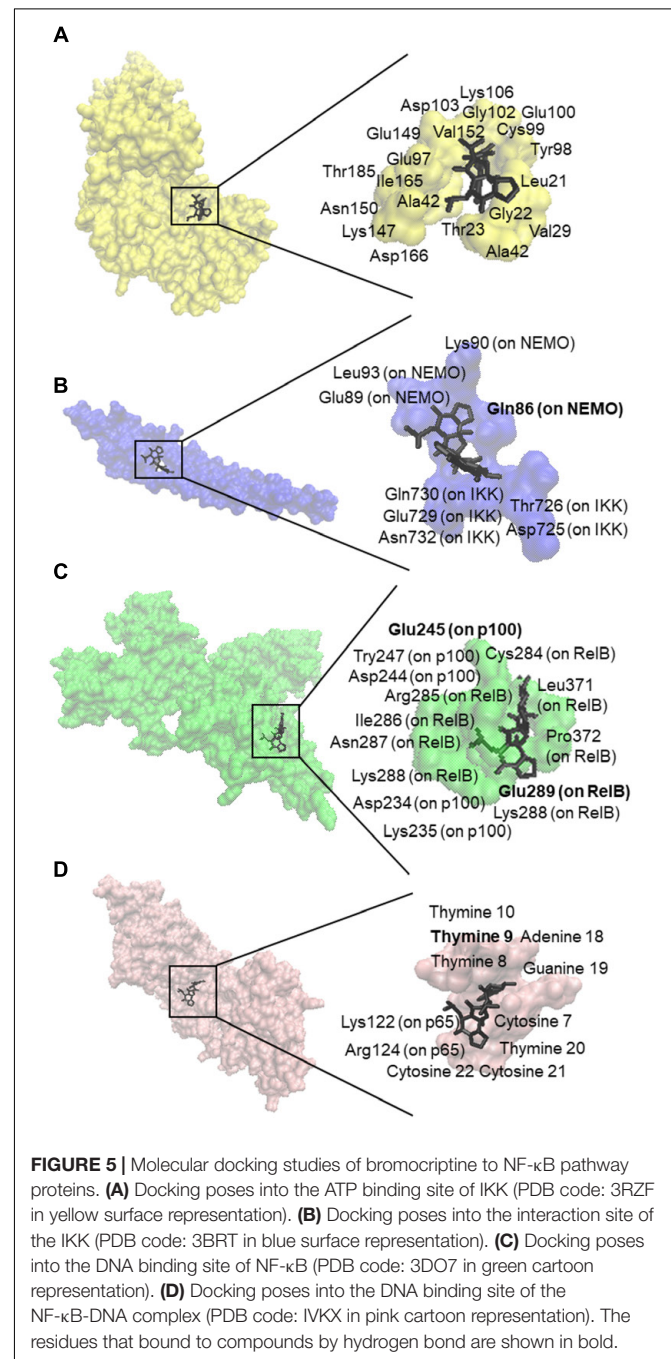 A
Lys106
Asp103
Gly102
Glu100
Glu149
Val152
Cys99
Glu97
Tyr98
Thr185
Ile165
Leu21
Ala42
Asn150
Gly22
Lys147
Thr23
Val29
Asp166
Ala42
B
Lys90 (on NEMO)
Leu93 (on NEMO)
Glu89 (on NEMO)
Gln86 (on NEMO)
Gln730 (on IKK)
Thr726 (on IKK)
Glu729 (on IKK)
Asp725 (on IKK)
Asn732 (on IKK)
C
Glu245 (on p100)
Try247 (on p100)
Cys284 (on RelB)
Asp244 (on p100)
Arg285 (on RelB)
Leu371
(on RelB)
Ile286 (on RelB)
Asn287 (on RelB)
Pro372
(on RelB)
Lys288 (on RelB)
Glu289 (on RelB)
Asp234 (on p100)
Lys288 (on RelB)
Lys235 (on p100)
D
Thymine 10
Thymine 9
Adenine 18
Thymine 8
Guanine 19
Lys122 (on p65)
Cytosine 7
Arg124 (on p65)
Thymine 20
Cytosine 22 Cytosine 21
FIGURE 5 | Molecular docking studies of bromocriptine to NF-κB pathway
proteins. (A) Docking poses into the ATP binding site of IKK (PDB code: 3RZF
in yellow surface representation). (B) Docking poses into the interaction site of
the IKK (PDB code: 3BRT in blue surface representation). (C) Docking poses
into the DNA binding site of NF-κB (PDB code: 3DO7 in green cartoon
representation). (D) Docking poses into the DNA binding site of the
NF-κB-DNA complex (PDB code: IVKX in pink cartoon representation). The
residues that bound to compounds by hydrogen bond are shown in bold.